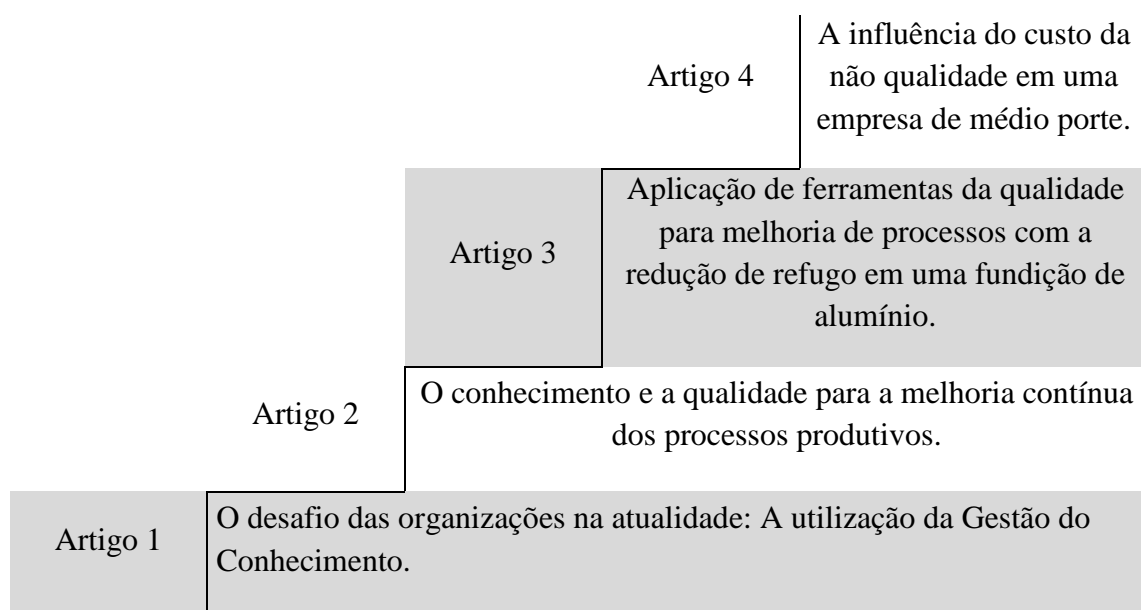 Artigo 4
A influência do custo da
não qualidade em uma
empresa de médio porte.
Artigo 3
Aplicação de ferramentas da qualidade
para melhoria de processos com a
redução de refugo em uma fundição de
alumínio.
Artigo 2
O conhecimento e a qualidade para a melhoria contínua
dos processos produtivos.
Artigo 1
O desafio das organizações na atualidade: A utilização da Gestão do
Conhecimento.